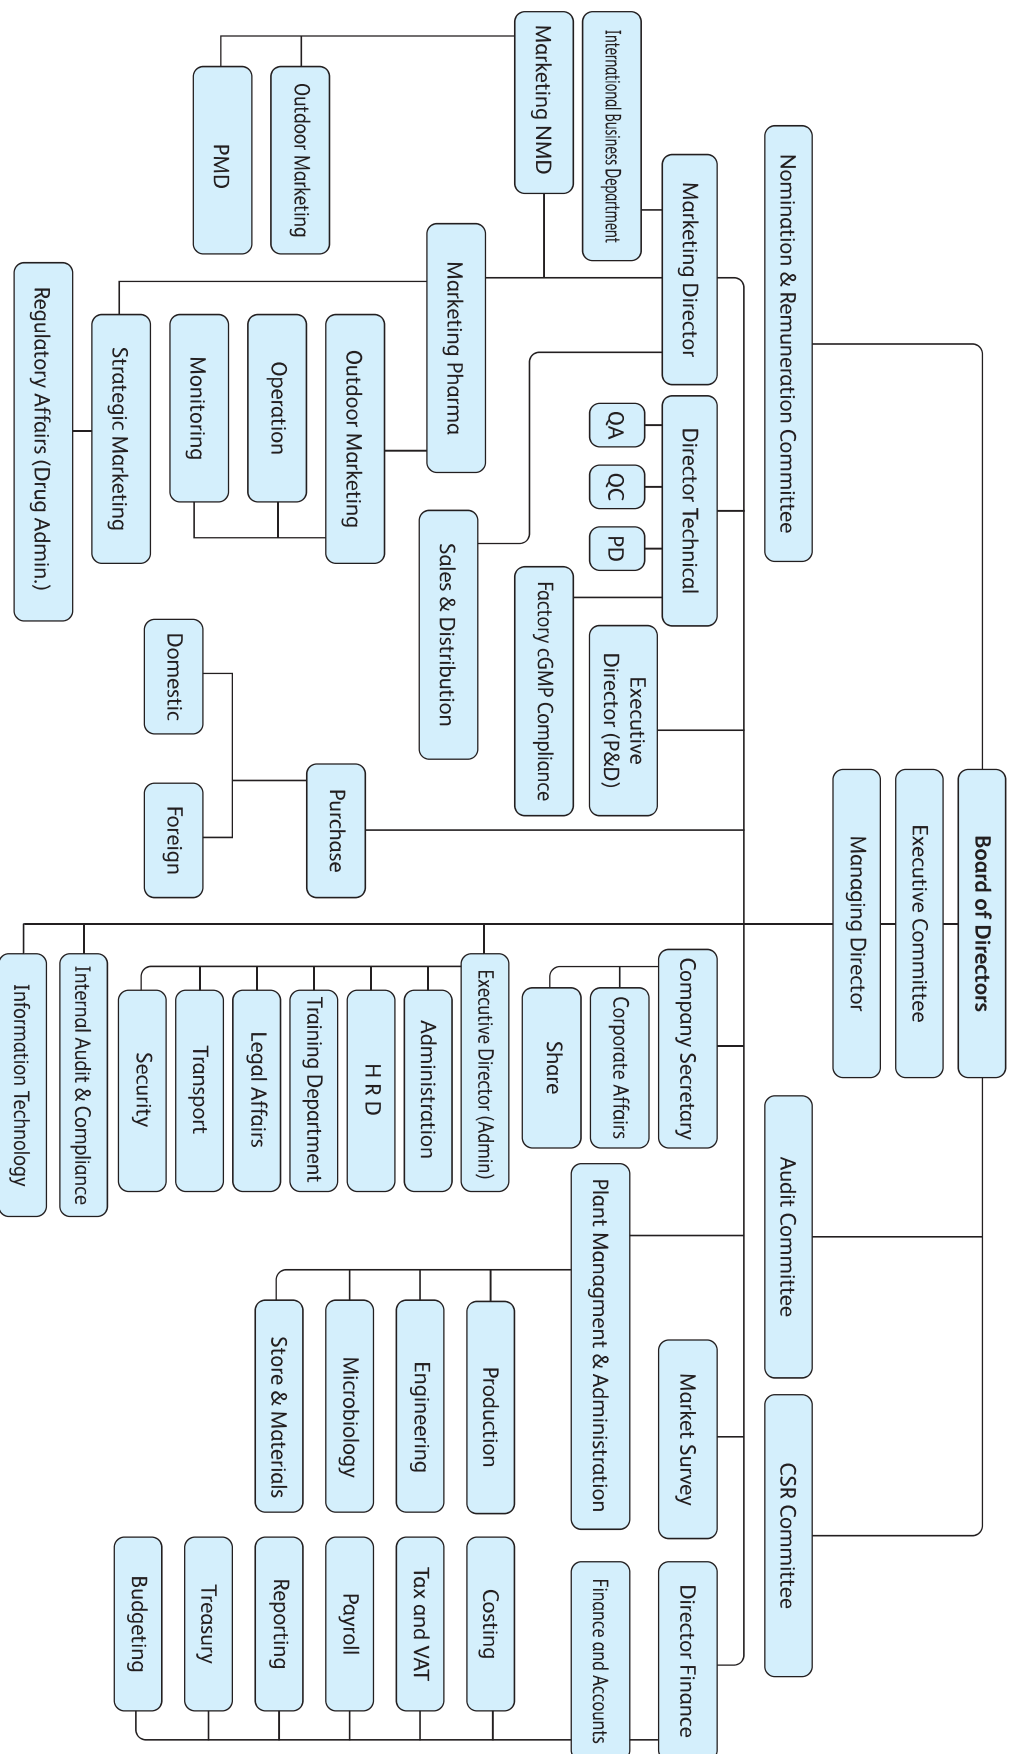 Board of Directors
Executive Committee
Managing Director
Nomination & Remuneration Committee
Audit Committee
CSR Committee
Marketing Director
Director Technical
Company Secretary
Market Survey
Director Finance
International Business Department
QA
QC
PD
Executive
Director (P&D)
Corporate Affairs
Plant Managment & Administration
Finance and Accounts
Marketing NMD
Factory cGMP Compliance
Share
Marketing Pharma
Sales & Distribution
Executive Director (Admin)
Production
Costing
Outdoor Marketing
PMD
Outdoor Marketing
Operation
Monitoring
Strategic Marketing
Regulatory Affairs (Drug Admin.)
Purchase
Domestic
Foreign
Administration
H R D
Training Department
Legal Affairs
Transport
Security
Internal Audit & Compliance
Information Technology
Engineering
Microbiology
Store & Materials
Tax and VAT
Payroll
Reporting
Treasury
Budgeting